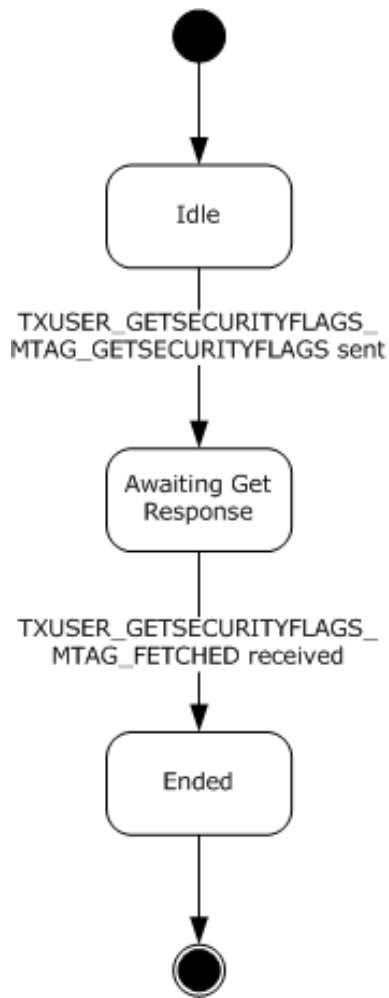 Idle
TXUSER_GETSECURITYFLAGS_
MTAG_GETSECURITYFLAGS sent
Awaiting Get
Response
TXUSER_GETSECURITYFLAGS_
MTAG_FETCHED received
Ended